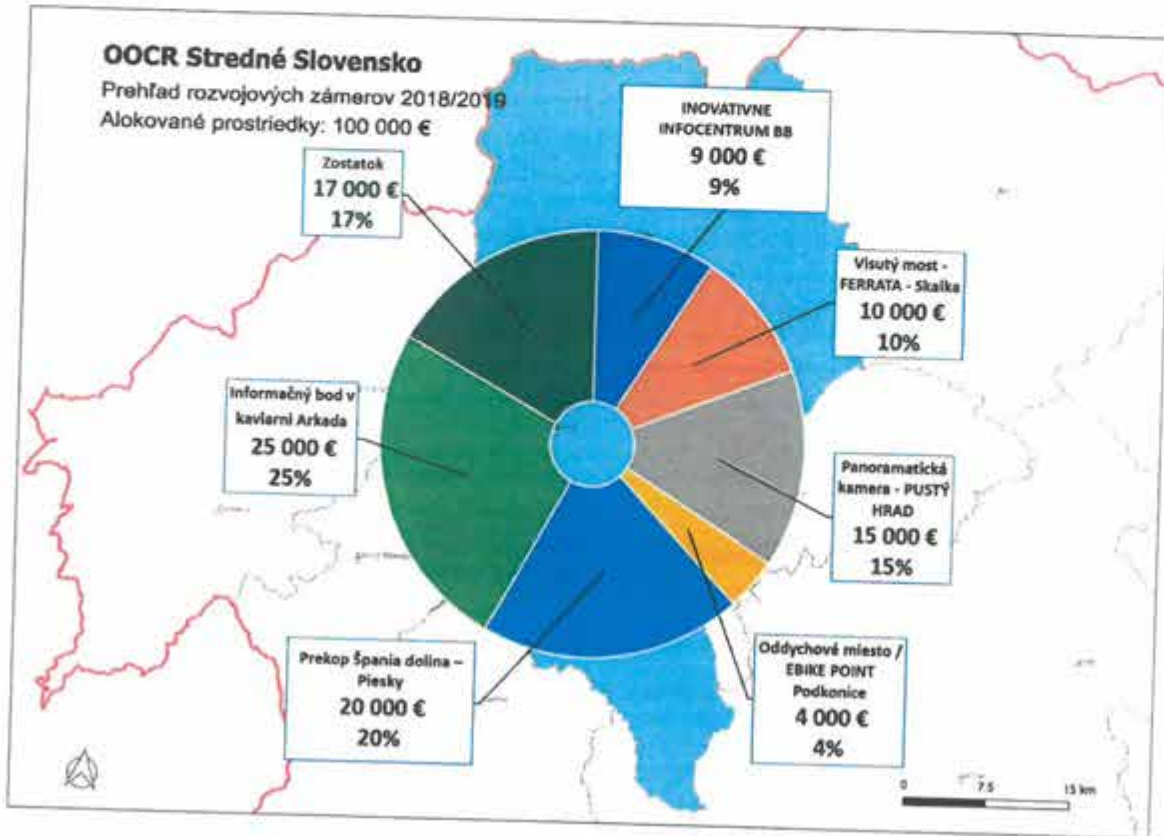 OOCR Stredné Slovensko
Prehľad rozvojových zámerov 2018/2019
Alokované prostriedky: 100 000 €
INOVATIVNE
INFOCENTRUM BB
9 000 €
9%
Zostatok
17 000 €
17%
Visutý most -
FERRATA - Skalka
10 000 €
10%
Informačný bod v
kaviarni Arkada
25 000 €
25%
Panoramatická
kamera - PUSTÝ
HRAD
15 000 €
15%
Prekop Špania dolina –
Piesky
20 000 €
20%
Oddychové miesto /
EBIKE POINT
Podkonice
4 000 €
4%
0 7.5 15 km